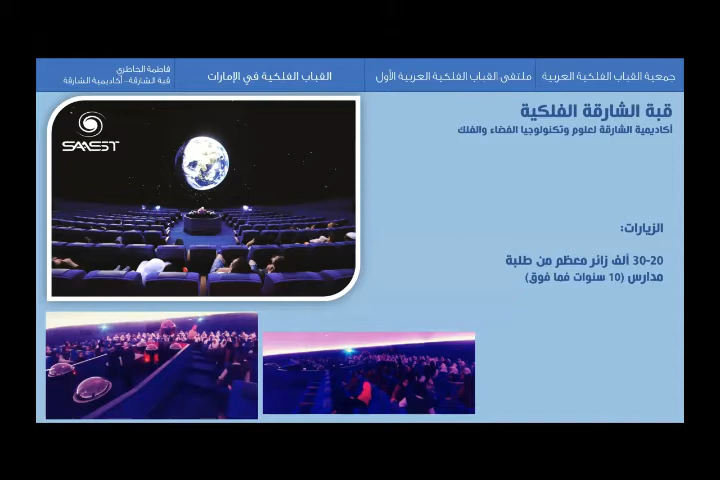 جمعية القباب الفلكية العربية
ملتقى القباب الفلكية العربية الأول
القباب الفلكية في الإمارات
فاطمة الخاطري
قبة الشارقة- أكاديمية الشارقة
قبة الشارقة الفلكية
أكاديمية الشارقة لعلوم وتكنولوجيا الفضاء والفلك
SAASST
الزيارات:
20-30 ألف زائر معظم من طلبة
مدارس (10 سنوات فما فوق)